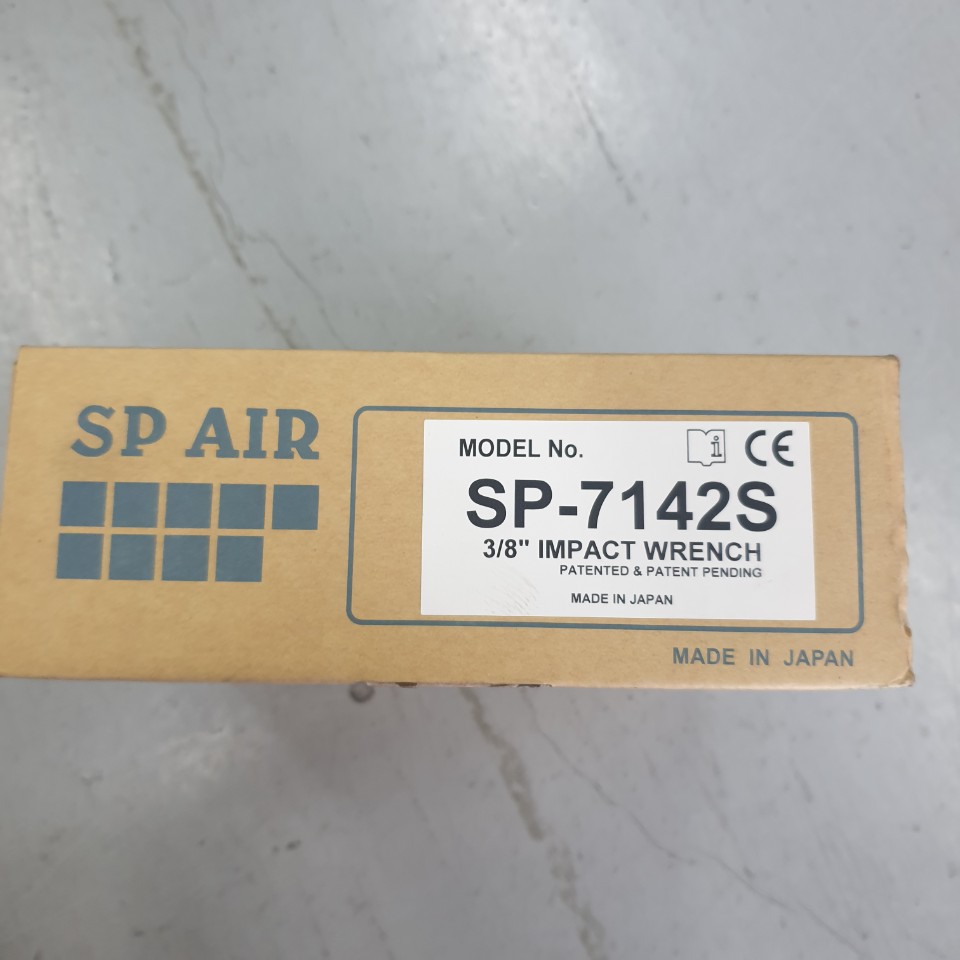 SP AIR
MODEL No.
i CE
SP-7142S
3/8" IMPACT WRENCH
PATENTED & PATENT PENDING
MADE IN JAPAN
MADE IN JAPAN